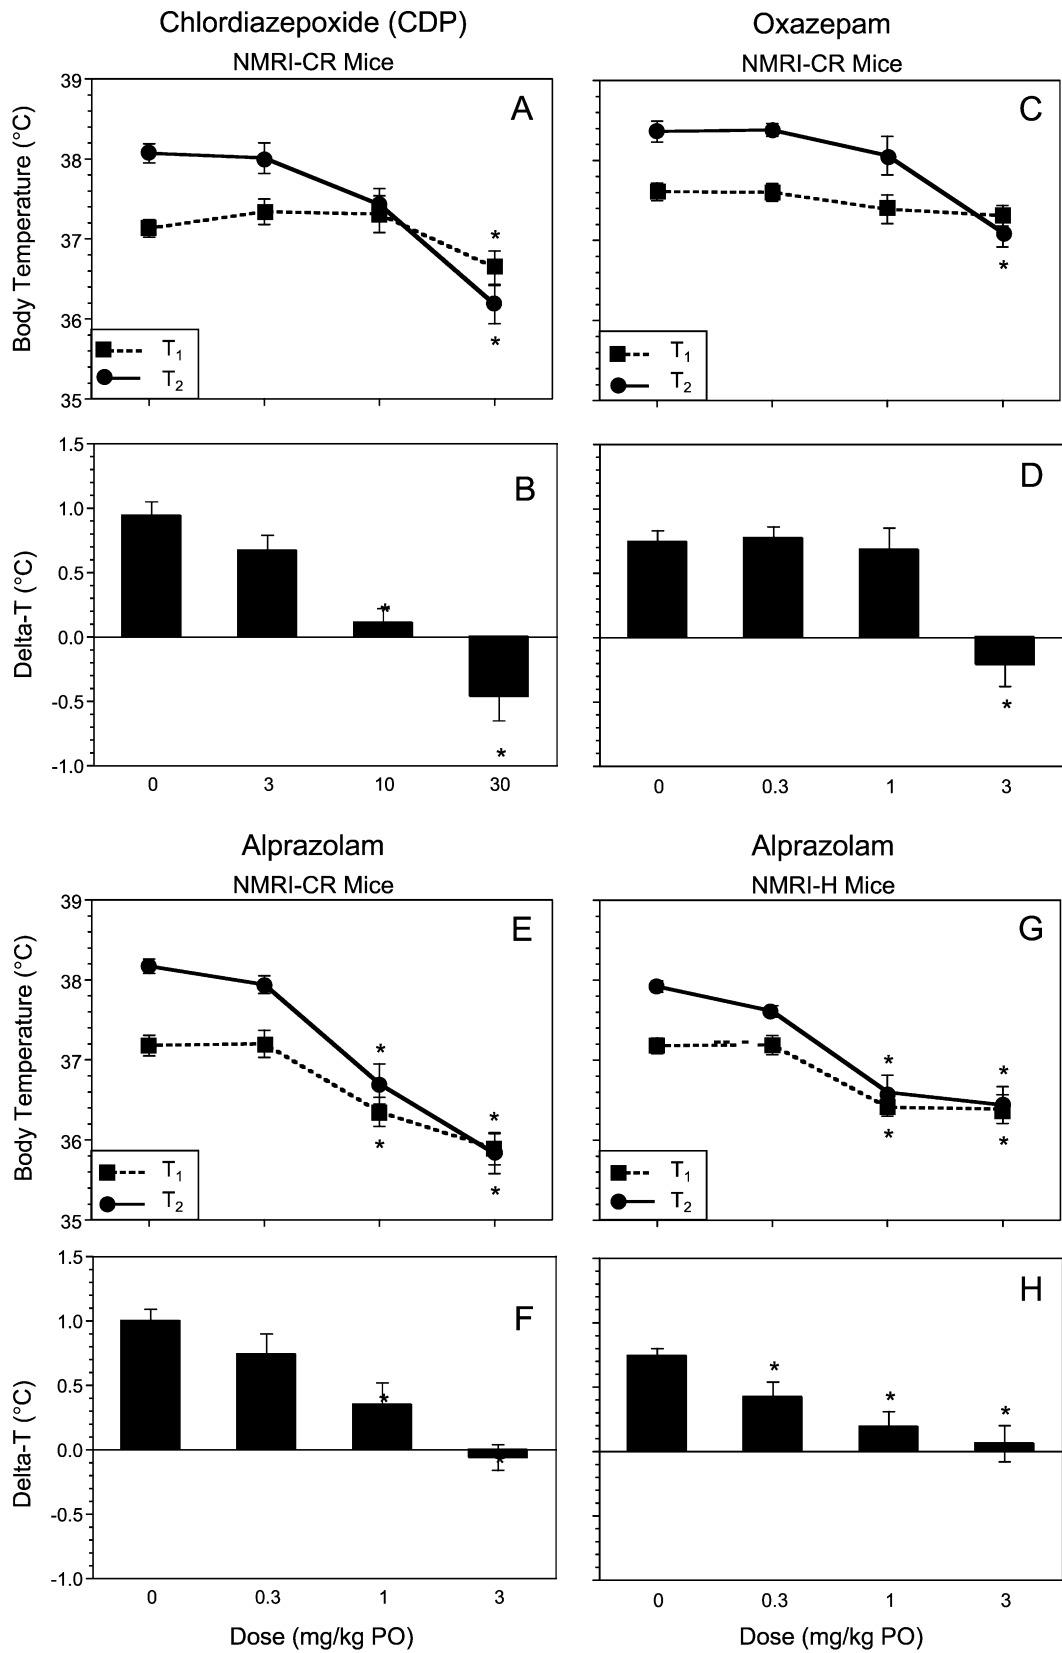 Chlordiazepoxide (CDP)
NMRI-CR Mice
Oxazepam
NMRI-CR Mice
Body Temperature (°C)
39
38
37
36
35
A
*
*
T1
T2
C
*
T1
T2
Delta-T (°C)
1.5
1.0
0.5
0.0
-0.5
-1.0
B
*
*
0 3 10 30
D
*
0 0.3 1 3
Alprazolam
NMRI-CR Mice
Alprazolam
NMRI-H Mice
Body Temperature (°C)
39
38
37
36
35
E
*
*
*
*
T1
T2
G
*
*
*
*
T1
T2
Delta-T (°C)
1.5
1.0
0.5
0.0
-0.5
-1.0
F
*
*
0 0.3 1 3
Dose (mg/kg PO)
H
*
*
*
0 0.3 1 3
Dose (mg/kg PO)